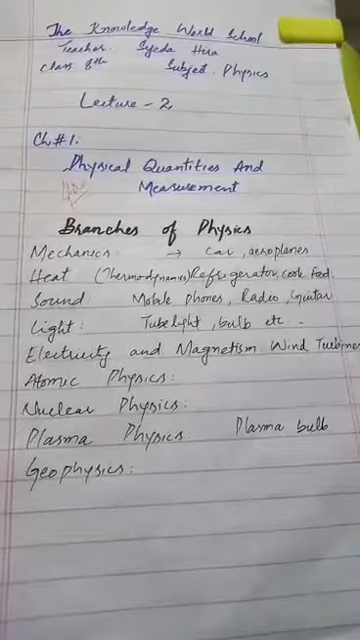 The Knowledge World School
Teacher. Syeda Hira
Class 8th Subject. Physics
Lecture - 2
Ch#1:
Physical Quantities And
Measurement
Branches of Physics
Mechanics → car, aeroplanes
Heat (Thermodynamics) Refrigerator, cook food.
Sound Mobile phones, Radio, Guitar
Light: Tubelight, bulb etc -
Electricity and Magnetism. Wind Turbines
Atomic Physics:
Nuclear Physics:
Plasma Physics. Plasma bulb
Geophysics: